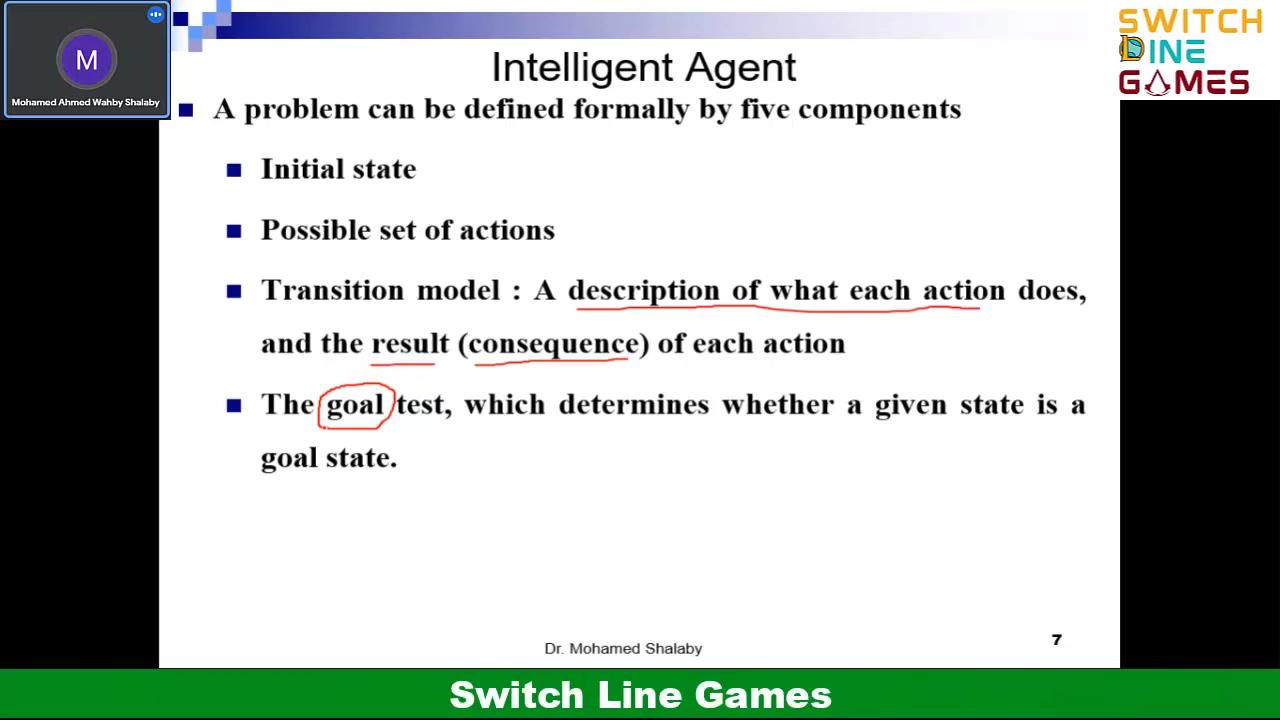 M
Mohamed Ahmed Wahby Shalaby
SWITCH
LINE
GAMES
Intelligent Agent
A problem can be defined formally by five components
Initial state
Possible set of actions
Transition model : A description of what each action does,
and the result (consequence) of each action
The goal test, which determines whether a given state is a
goal state.
Dr. Mohamed Shalaby
7
Switch Line Games